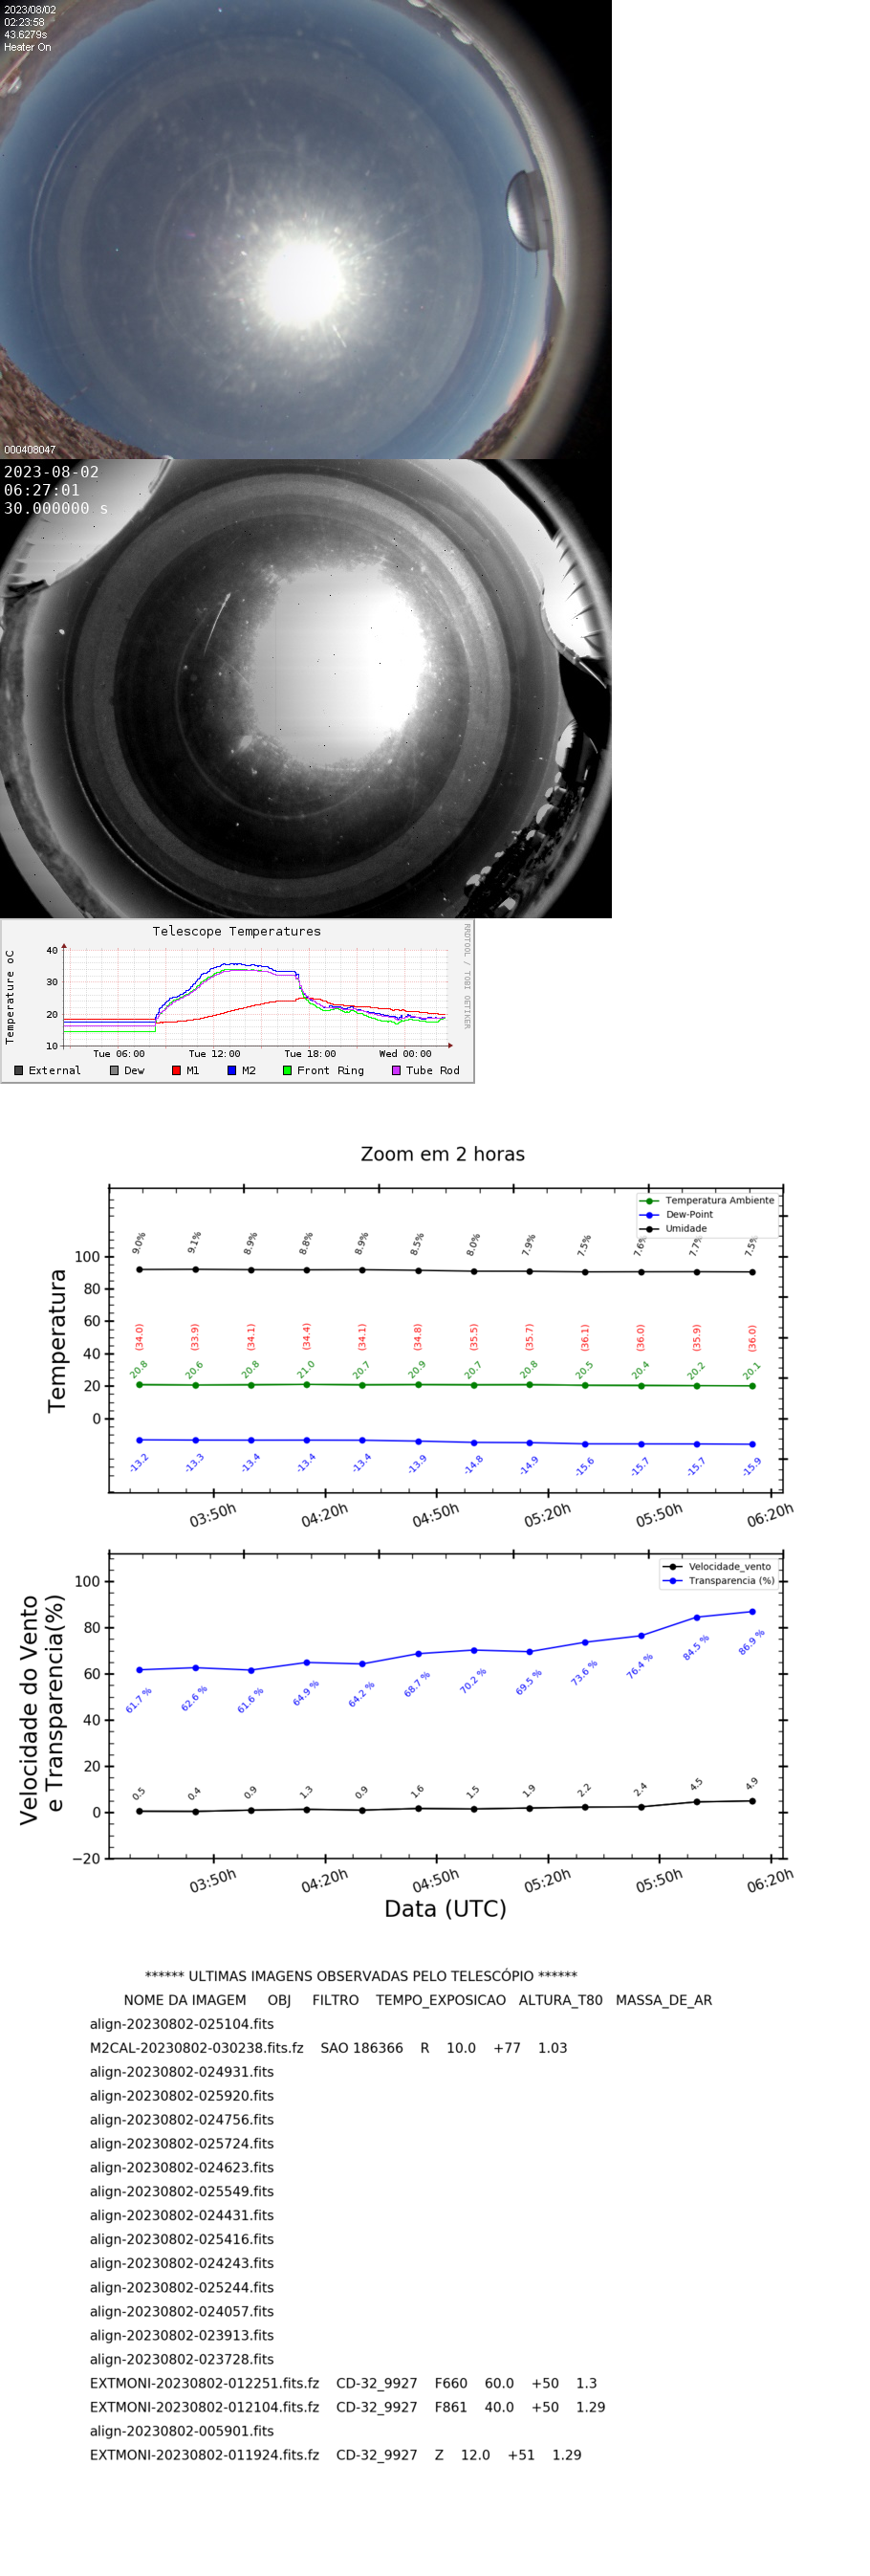 2023/08/02
02:23:58
43.6279s
Heater On
000408047
2023-08-02
06:27:01
30.000000 s
Telescope Temperatures
RRDTOOL / TOBI OETIKER
Temperature oC
40
30
20
10
Tue 06:00 Tue 12:00 Tue 18:00 Wed 00:00
External Dew M1 M2 Front Ring Tube Rod
Zoom em 2 horas
Temperatura Ambiente
Dew-Point
Umidade
Temperatura
100
80
60
40
20
0
9.0% 9.1% 8.9% 8.8% 8.9% 8.5% 8.0% 7.9% 7.5% 7.6% 7.7% 7.5%
(34.0) (33.9) (34.1) (34.4) (34.1) (34.8) (35.5) (35.7) (36.1) (36.0) (35.9) (36.0)
20.8 20.6 20.8 21.0 20.7 20.9 20.7 20.8 20.5 20.4 20.2 20.1
-13.2 -13.3 -13.4 -13.4 -13.4 -13.9 -14.8 -14.9 -15.6 -15.7 -15.7 -15.9
03:50h 04:20h 04:50h 05:20h 05:50h 06:20h
Velocidade_vento
Transparencia (%)
Velocidade do Vento
e Transparencia(%)
100
80
60
40
20
0
−20
61.7 % 62.6 % 61.6 % 64.9 % 64.2 % 68.7 % 70.2 % 69.5 % 73.6 % 76.4 % 84.5 % 86.9 %
0.5 0.4 0.9 1.3 0.9 1.6 1.5 1.9 2.2 2.4 4.5 4.9
03:50h 04:20h 04:50h 05:20h 05:50h 06:20h
Data (UTC)
****** ULTIMAS IMAGENS OBSERVADAS PELO TELESCÓPIO ******
NOME DA IMAGEM OBJ FILTRO TEMPO_EXPOSICAO ALTURA_T80 MASSA_DE_AR
align-20230802-025104.fits
M2CAL-20230802-030238.fits.fz SAO 186366 R 10.0 +77 1.03
align-20230802-024931.fits
align-20230802-025920.fits
align-20230802-024756.fits
align-20230802-025724.fits
align-20230802-024623.fits
align-20230802-025549.fits
align-20230802-024431.fits
align-20230802-025416.fits
align-20230802-024243.fits
align-20230802-025244.fits
align-20230802-024057.fits
align-20230802-023913.fits
align-20230802-023728.fits
EXTMONI-20230802-012251.fits.fz CD-32_9927 F660 60.0 +50 1.3
EXTMONI-20230802-012104.fits.fz CD-32_9927 F861 40.0 +50 1.29
align-20230802-005901.fits
EXTMONI-20230802-011924.fits.fz CD-32_9927 Z 12.0 +51 1.29